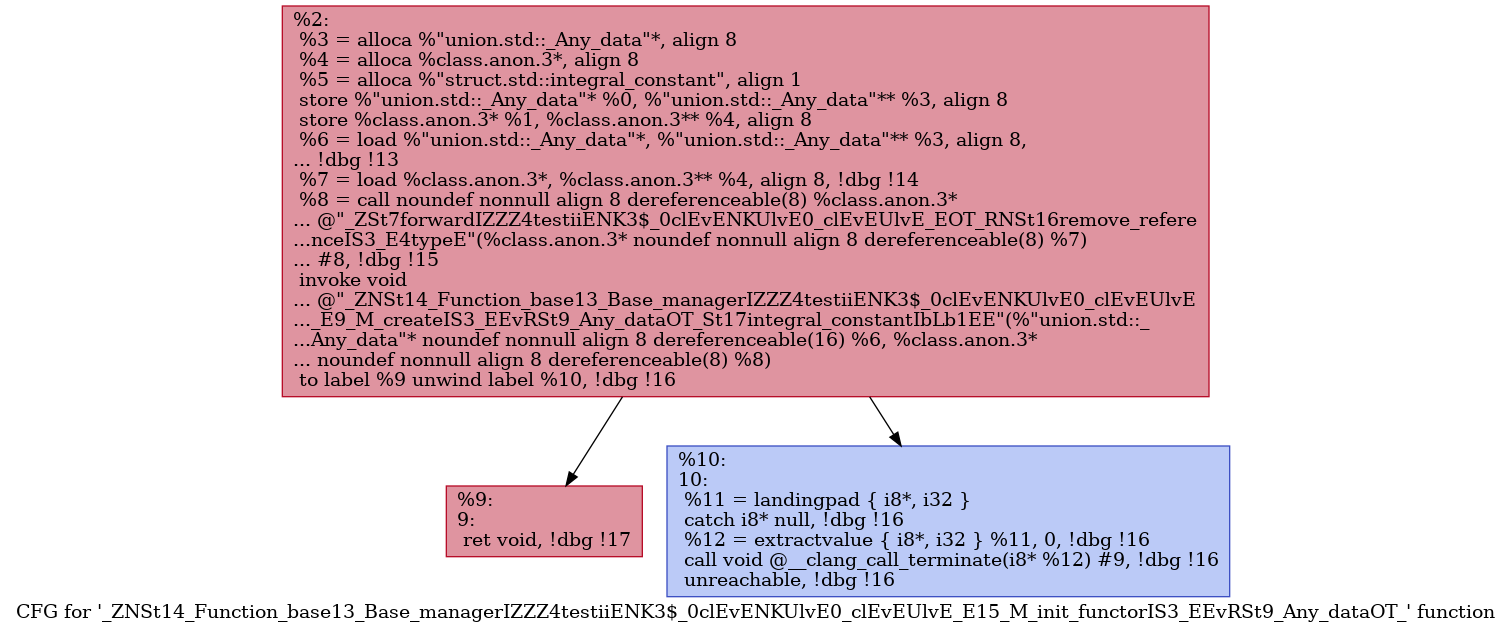 %2:
%3 = alloca %"union.std::_Any_data"*, align 8
%4 = alloca %class.anon.3*, align 8
%5 = alloca %"struct.std::integral_constant", align 1
store %"union.std::_Any_data"* %0, %"union.std::_Any_data"** %3, align 8
store %class.anon.3* %1, %class.anon.3** %4, align 8
%6 = load %"union.std::_Any_data"*, %"union.std::_Any_data"** %3, align 8,
... !dbg !13
%7 = load %class.anon.3*, %class.anon.3** %4, align 8, !dbg !14
%8 = call noundef nonnull align 8 dereferenceable(8) %class.anon.3*
... @"_ZSt7forwardIZZZ4testiiENK3$_0clEvENKUlvE0_clEvEUlvE_EOT_RNSt16remove_refere
...nceIS3_E4typeE"(%class.anon.3* noundef nonnull align 8 dereferenceable(8) %7)
... #8, !dbg !15
invoke void
... @"_ZNSt14_Function_base13_Base_managerIZZZ4testiiENK3$_0clEvENKUlvE0_clEvEUlvE
..._E9_M_createIS3_EEvRSt9_Any_dataOT_St17integral_constantIbLb1EE"(%"union.std::_
...Any_data"* noundef nonnull align 8 dereferenceable(16) %6, %class.anon.3*
... noundef nonnull align 8 dereferenceable(8) %8)
to label %9 unwind label %10, !dbg !16
%9:
9:
ret void, !dbg !17
%10:
10:
%11 = landingpad { i8*, i32 }
catch i8* null, !dbg !16
%12 = extractvalue { i8*, i32 } %11, 0, !dbg !16
call void @__clang_call_terminate(i8* %12) #9, !dbg !16
unreachable, !dbg !16
CFG for '_ZNSt14_Function_base13_Base_managerIZZZ4testiiENK3$_0clEvENKUlvE0_clEvEUlvE_E15_M_init_functorIS3_EEvRSt9_Any_dataOT_' function